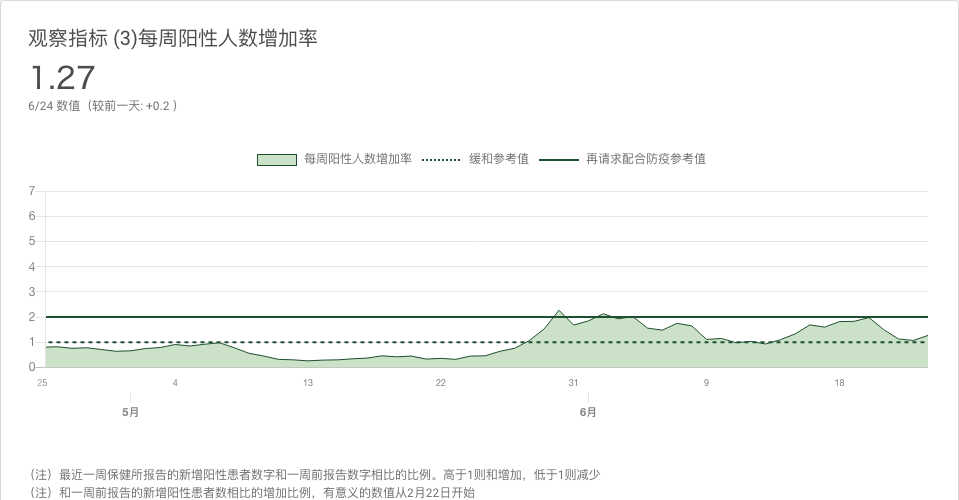 观察指标 (3)每周阳性人数增加率
1.27
6/24 数值（较前一天: +0.2 ）
每周阳性人数增加率 缓和参考值 再请求配合防疫参考值
7
6
5
4
3
2
1
0
25 4 13 22 31 9 18
5月 6月
（注）最近一周保健所报告的新增阳性患者数字和一周前报告数字相比的比例。高于1则和增加，低于1则减少
（注）和一周前报告的新增阳性患者数相比的增加比例，有意义的数值从2月22日开始